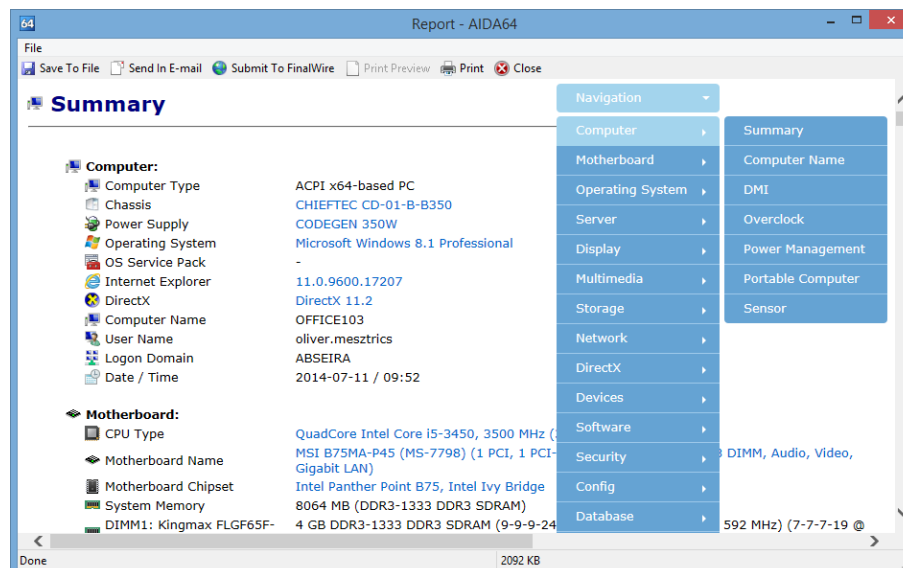 64
Report - AIDA64
File
Save To File Send In E-mail Submit To FinalWire Print Preview Print Close
Summary
Computer:
Computer Type ACPI x64-based PC
Chassis CHIEFTEC CD-01-B-B350
Power Supply CODEGEN 350W
Operating System Microsoft Windows 8.1 Professional
OS Service Pack -
Internet Explorer 11.0.9600.17207
DirectX DirectX 11.2
Computer Name OFFICE103
User Name oliver.mesztrics
Logon Domain ABSEIRA
Date / Time 2014-07-11 / 09:52
Motherboard:
CPU Type QuadCore Intel Core i5-3450, 3500 MHz (
Motherboard Name MSI B75MA-P45 (MS-7798) (1 PCI, 1 PCI- DIMM, Audio, Video,
Gigabit LAN)
Motherboard Chipset Intel Panther Point B75, Intel Ivy Bridge
System Memory 8064 MB (DDR3-1333 DDR3 SDRAM)
DIMM1: Kingmax FLGF65F- 4 GB DDR3-1333 DDR3 SDRAM (9-9-9-24 592 MHz) (7-7-7-19 @
Navigation
Computer
Motherboard
Operating System
Server
Display
Multimedia
Storage
Network
DirectX
Devices
Software
Security
Config
Database
Summary
Computer Name
DMI
Overclock
Power Management
Portable Computer
Sensor
Done 2092 KB